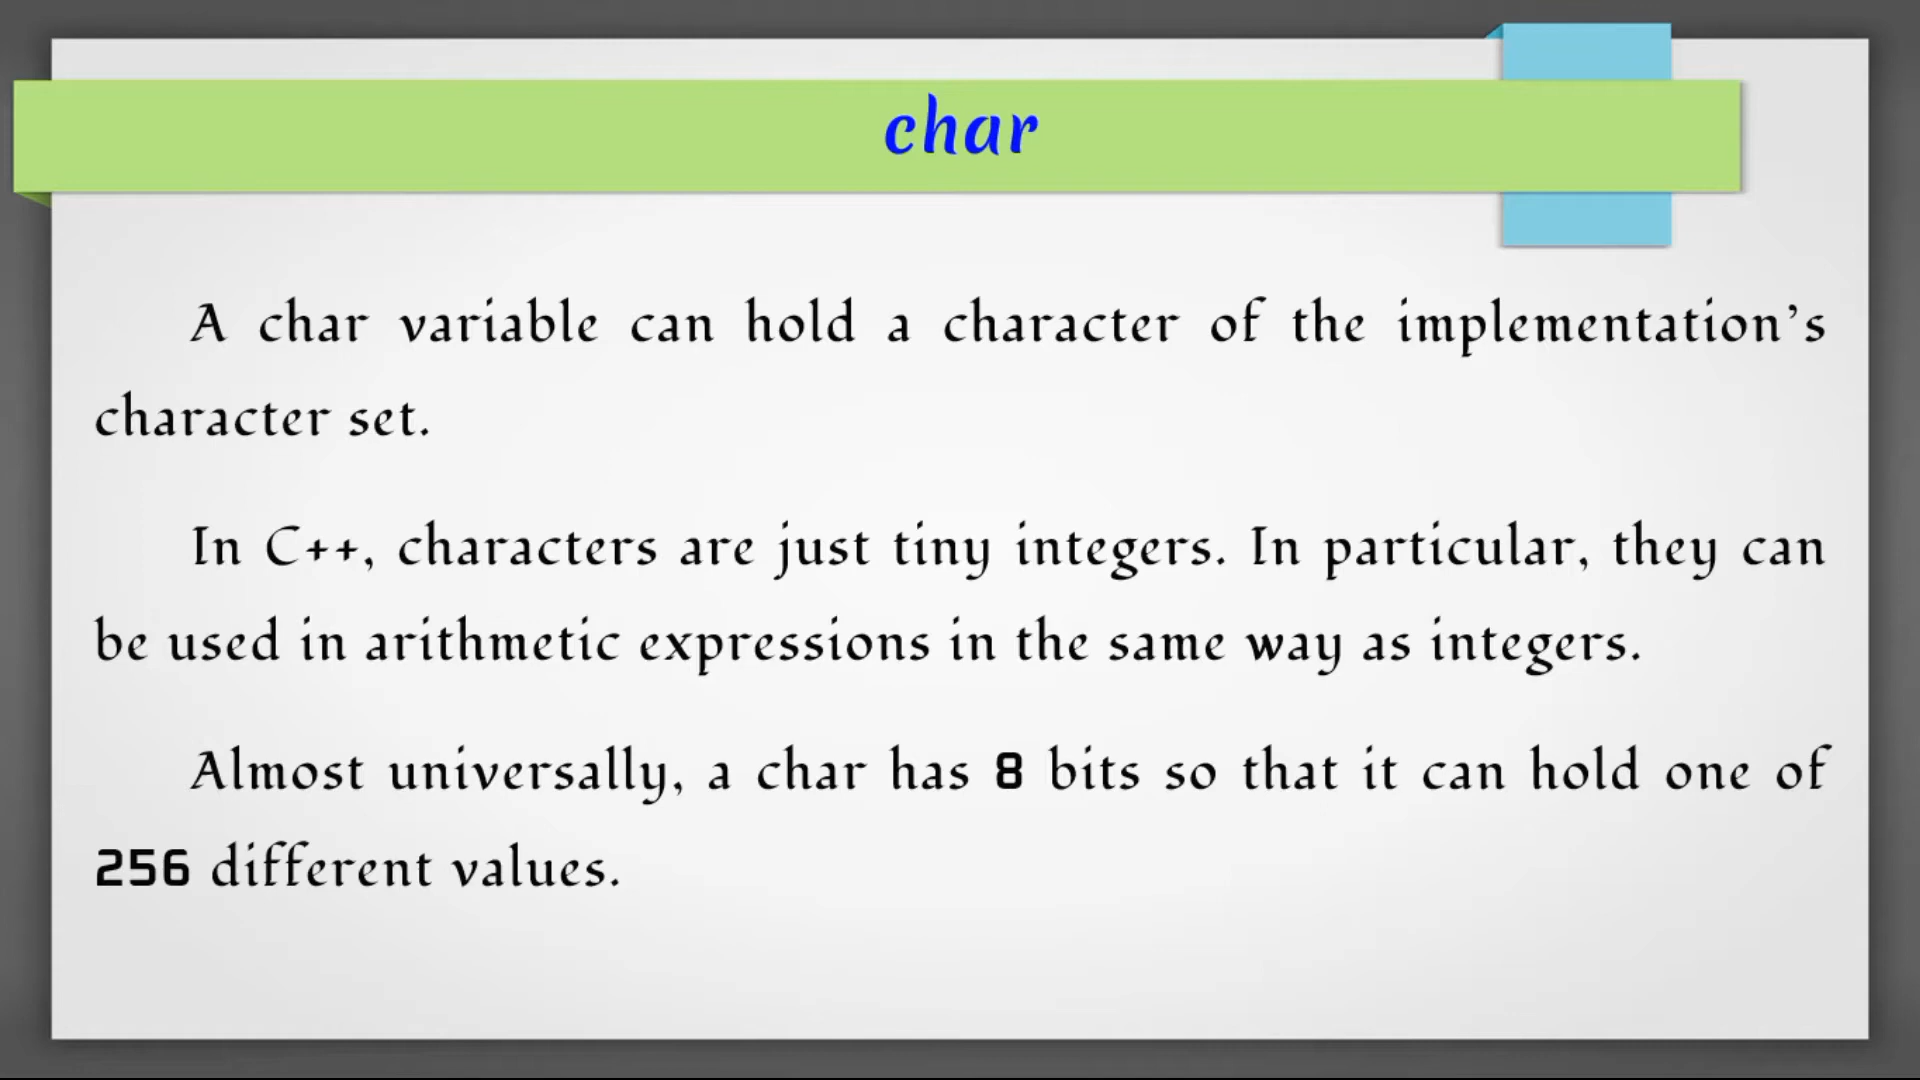 char
A char variable can hold a character of the implementation’s
character set.
In C++, characters are just tiny integers. In particular, they can
be used in arithmetic expressions in the same way as integers.
Almost universally, a char has 8 bits so that it can hold one of
256 different values.